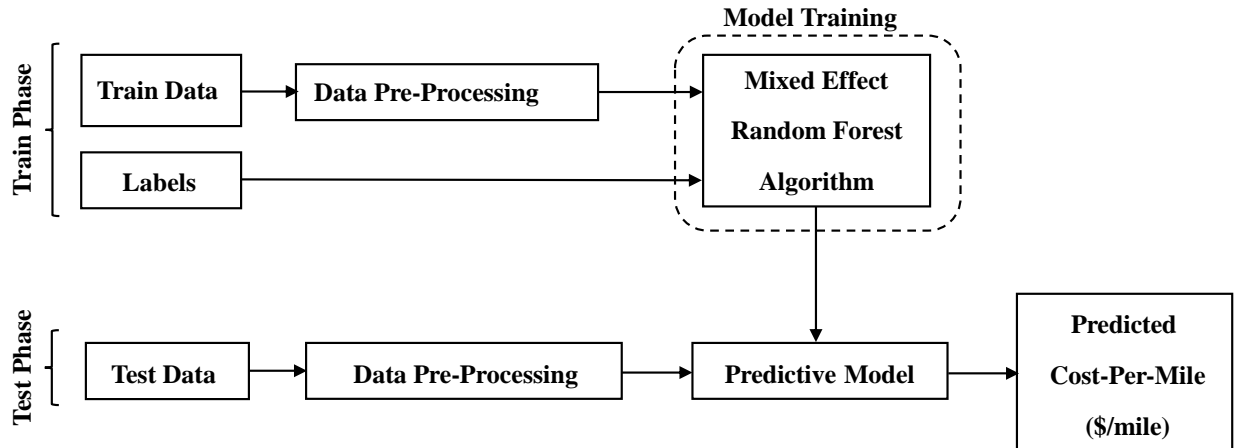 Model Training
Train Phase
Train Data
Data Pre-Processing
Mixed Effect
Random Forest
Algorithm
Labels
Test Phase
Test Data
Data Pre-Processing
Predictive Model
Predicted
Cost-Per-Mile
($/mile)